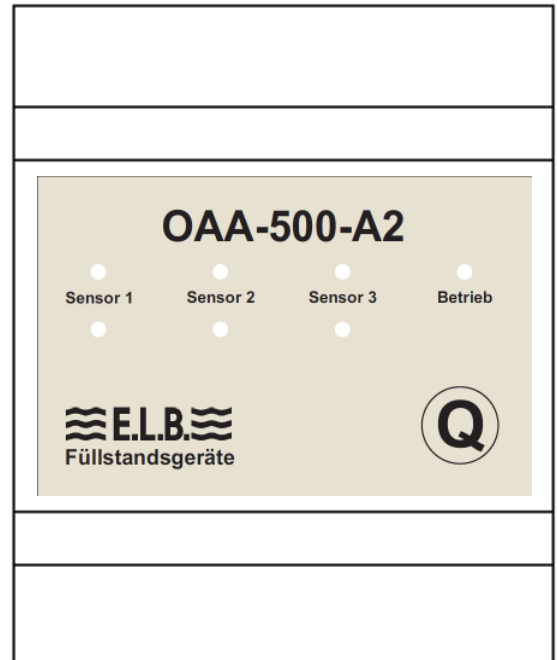 OAA-500-A2
Sensor 1 Sensor 2 Sensor 3 Betrieb
E.L.B.
Füllstandsgeräte
Q